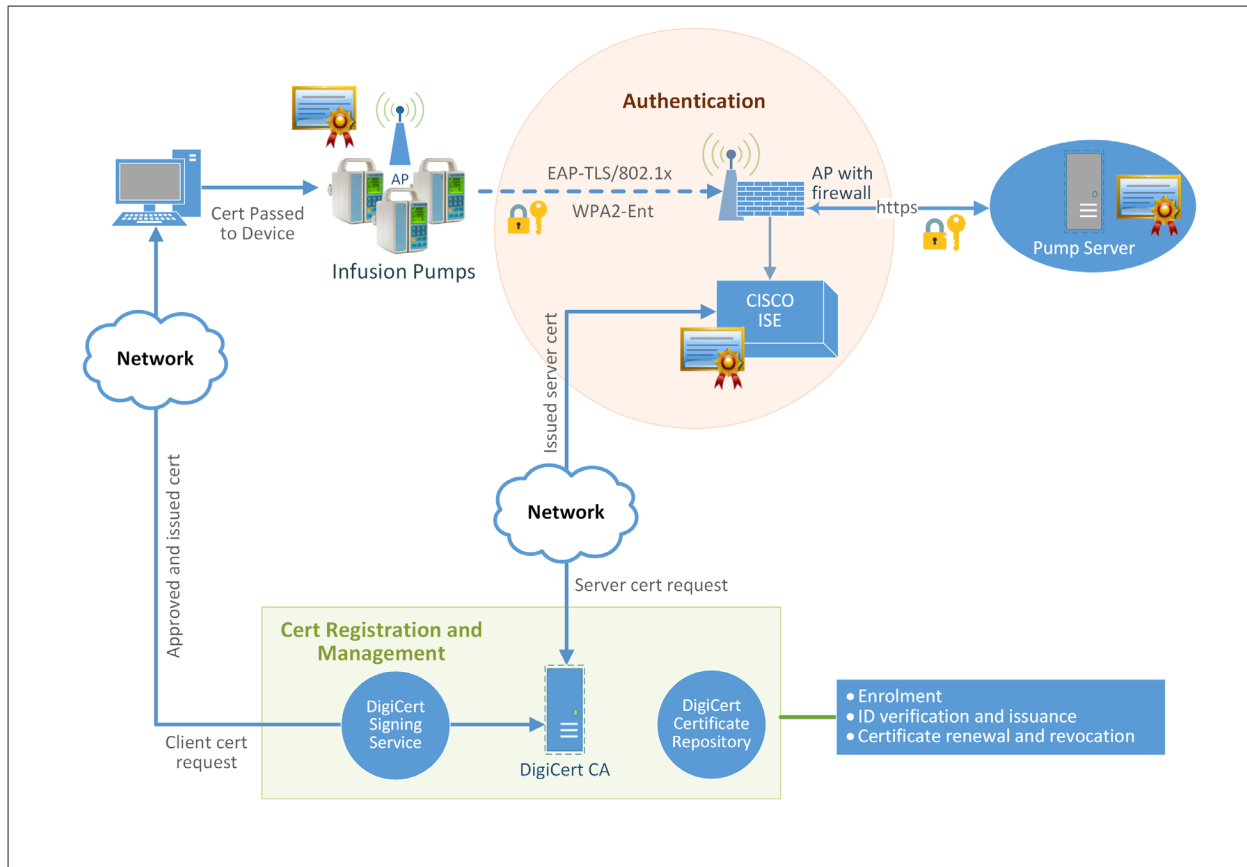 Authentication
AP
EAP-TLS/802.1x
WPA2-Ent
AP with
firewall
https
Pump Server
Cert Passed
to Device
Infusion Pumps
CISCO
ISE
Network
Issued server cert
Approved and issued cert
Network
Server cert request
Cert Registration and
Management
DigiCert
Signing
Service
DigiCert CA
DigiCert
Certificate
Repository
Client cert
request
• Enrolment
• ID verification and issuance
• Certificate renewal and revocation